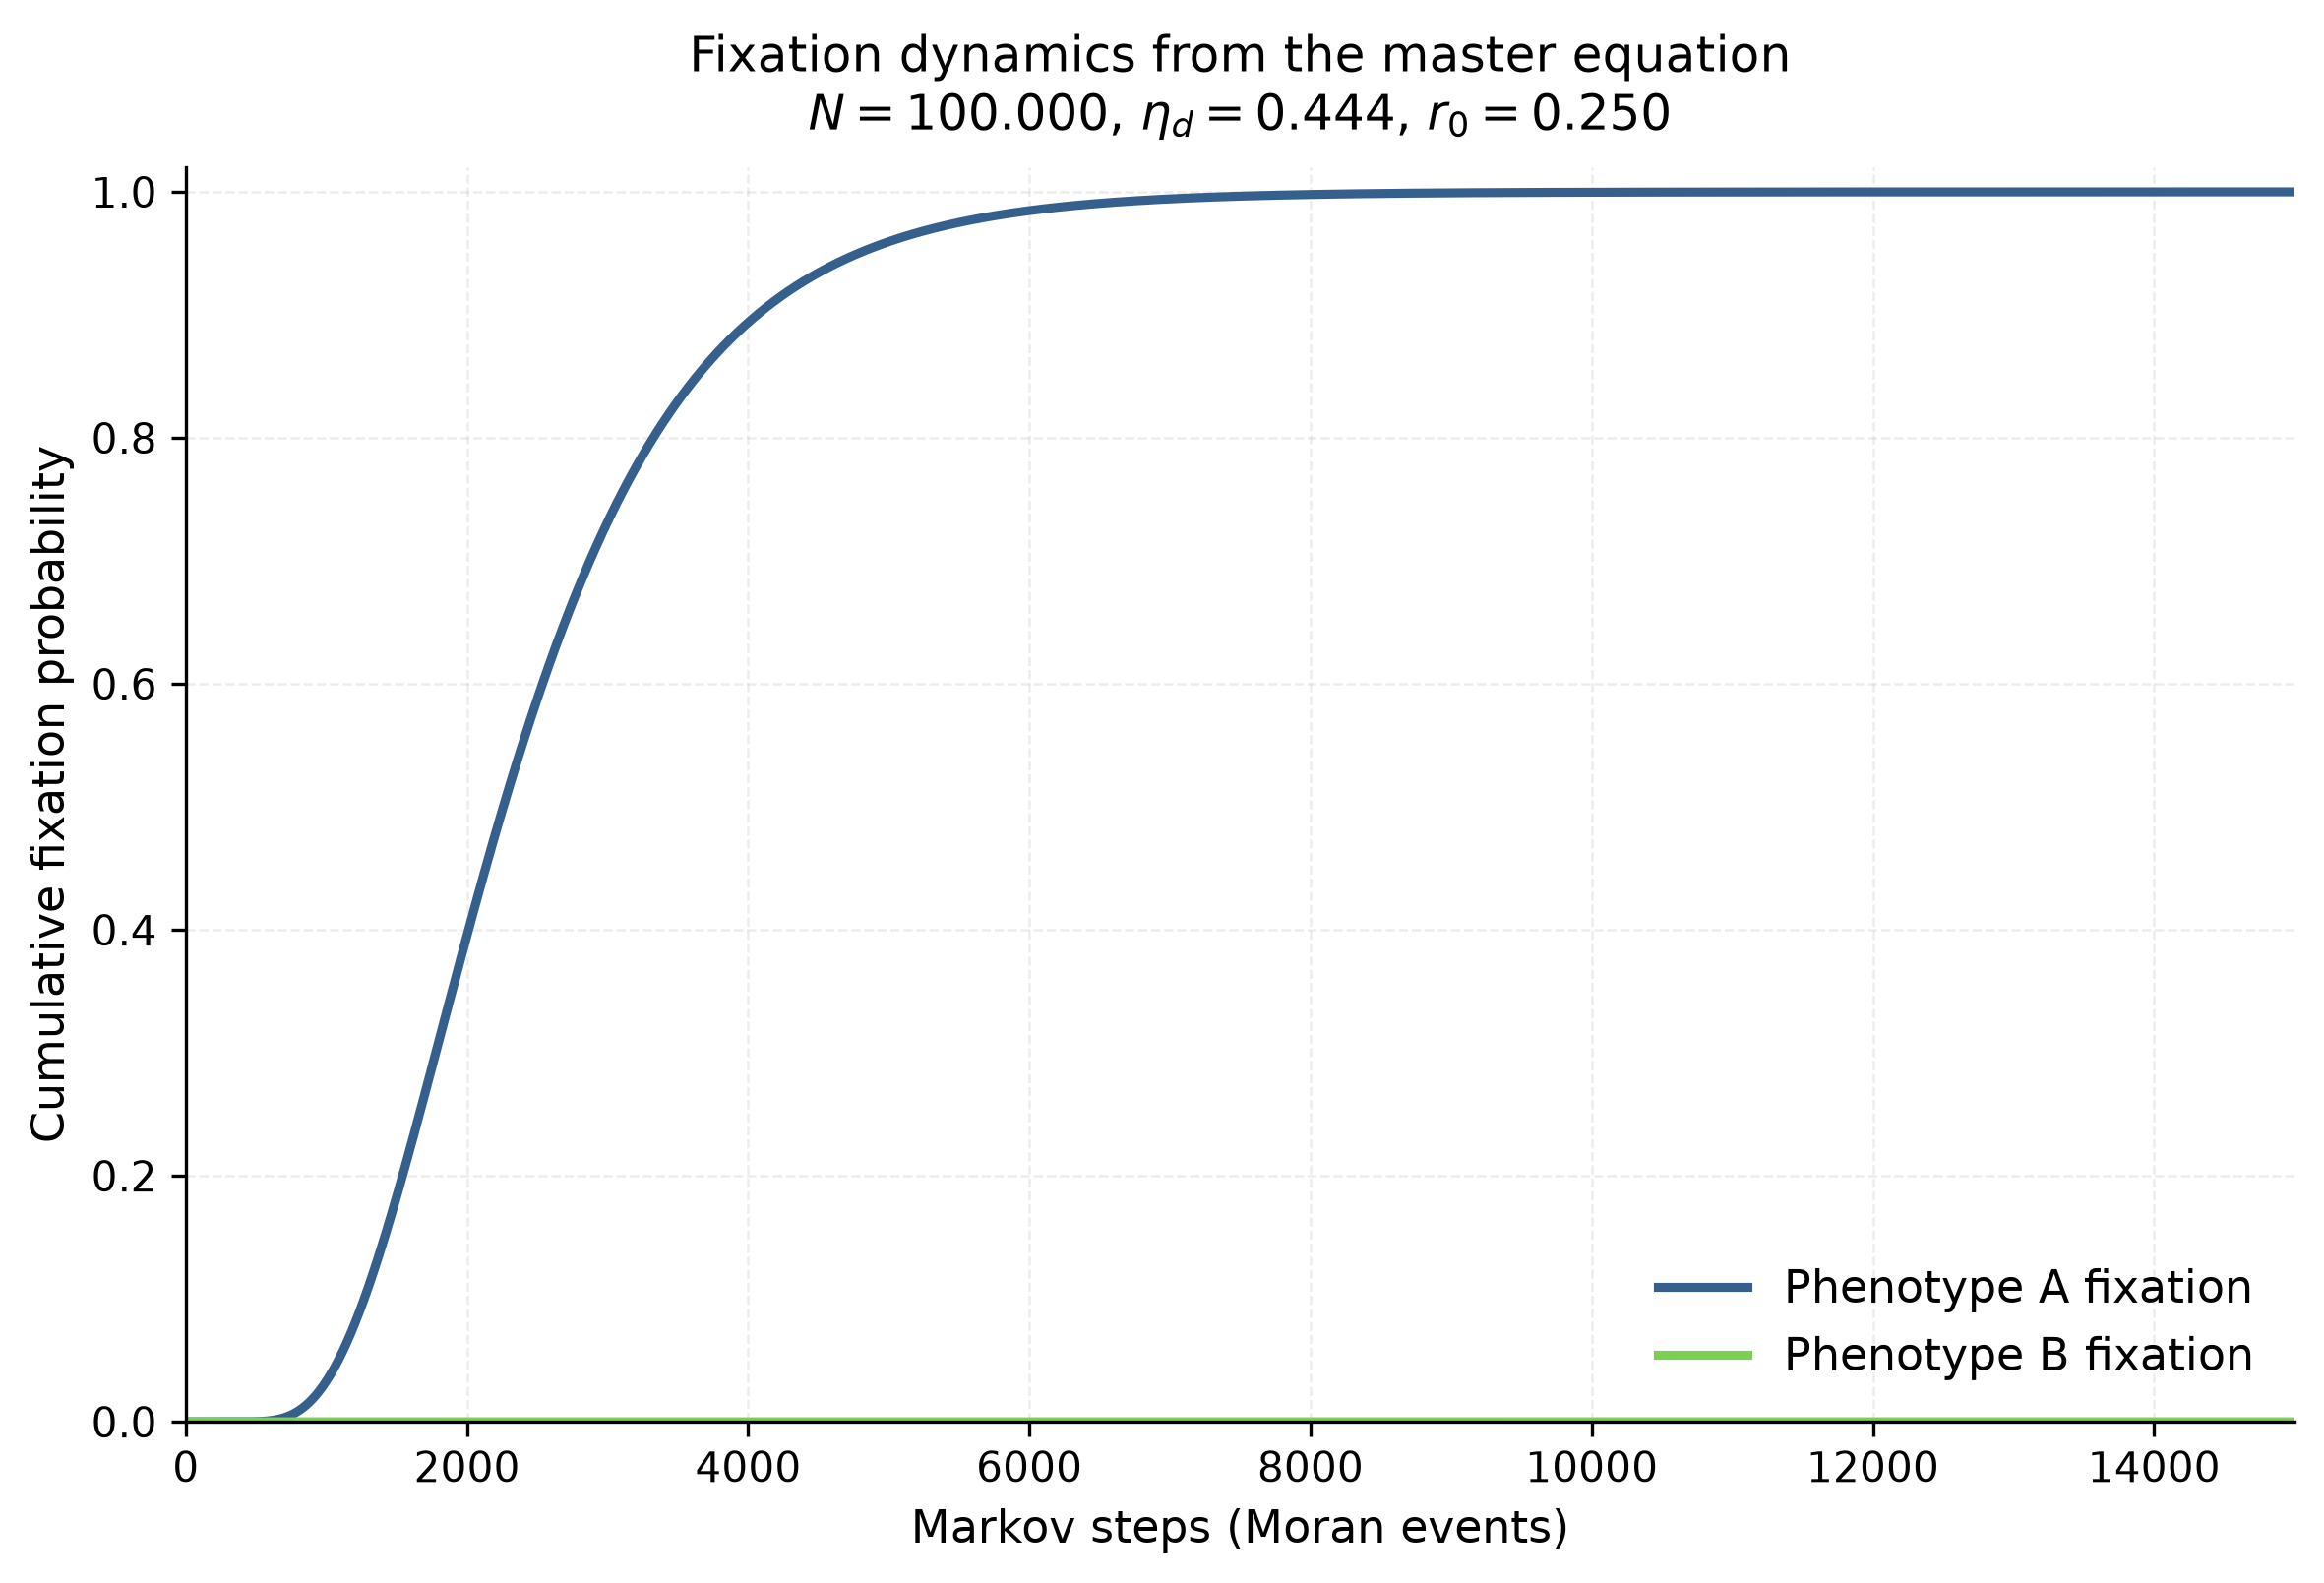 Fixation dynamics from the master equation
N = 100.000, η_d = 0.444, r_0 = 0.250
Cumulative fixation probability
1.0
0.8
0.6
0.4
0.2
0.0
Phenotype A fixation
Phenotype B fixation
0 2000 4000 6000 8000 10000 12000 14000
Markov steps (Moran events)